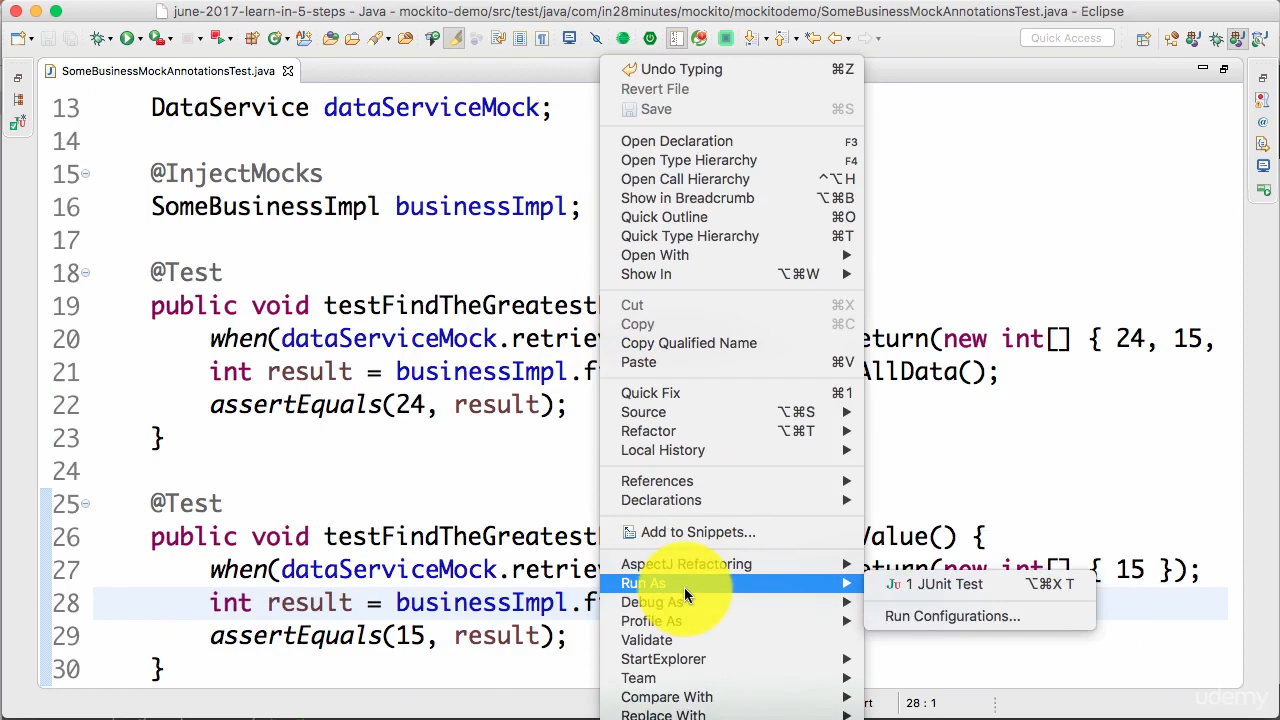 june-2017-learn-in-5-steps - Java - mockito-demo/src/test/java/com/in28minutes/mockito/mockitodemo/SomeBusinessMockAnnotationsTest.java - Eclipse
Quick Access
SomeBusinessMockAnnotationsTest.java
13 DataService dataServiceMock;
14
15 @InjectMocks
16 SomeBusinessImpl businessImpl;
17
18 @Test
19 public void testFindTheGreatest
20 when(dataServiceMock.retrie eturn(new int[] { 24, 15,
21 int result = businessImpl.f AllData();
22 assertEquals(24, result);
23 }
24
25 @Test
26 public void testFindTheGreatest Value() {
27 when(dataServiceMock.retrie eturn(new int[] { 15 });
28 int result = businessImpl.f
29 assertEquals(15, result);
30 }
Undo Typing ⌘Z
Revert File
Save ⌘S
Open Declaration F3
Open Type Hierarchy F4
Open Call Hierarchy ^⌥H
Show in Breadcrumb ⌥⌘B
Quick Outline ⌘O
Quick Type Hierarchy ⌘T
Open With
Show In ⌥⌘W
Cut ⌘X
Copy ⌘C
Copy Qualified Name
Paste ⌘V
Quick Fix ⌘1
Source ⌥⌘S
Refactor ⌥⌘T
Local History
References
Declarations
Add to Snippets...
AspectJ Refactoring
Run As
Debug As
Profile As
Validate
StartExplorer
Team
Compare With
Replace With
1 JUnit Test ⌥⌘X T
Run Configurations...
rt 28 : 1
udemy